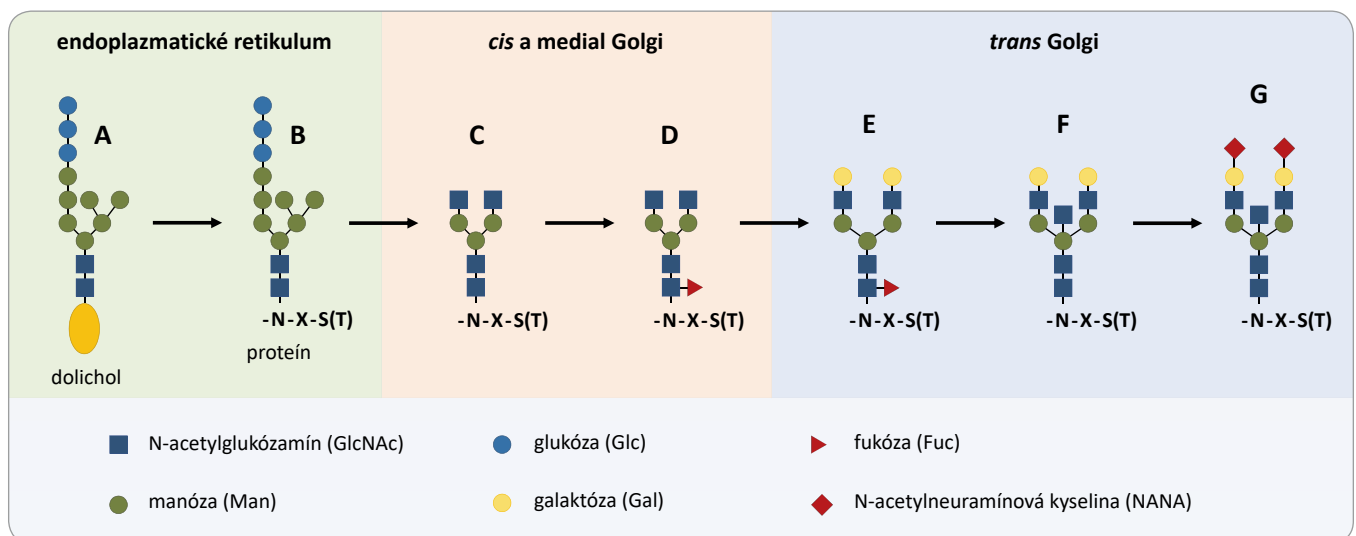 endoplazmatické retikulum
cis a medial Golgi
trans Golgi
A
B
C
D
E
F
G
-N-X-S(T)
-N-X-S(T)
-N-X-S(T)
-N-X-S(T)
-N-X-S(T)
-N-X-S(T)
proteín
dolichol
N-acetylglukózamín (GlcNAc)
glukóza (Glc)
fukóza (Fuc)
manóza (Man)
galaktóza (Gal)
N-acetylneuramínová kyselina (NANA)